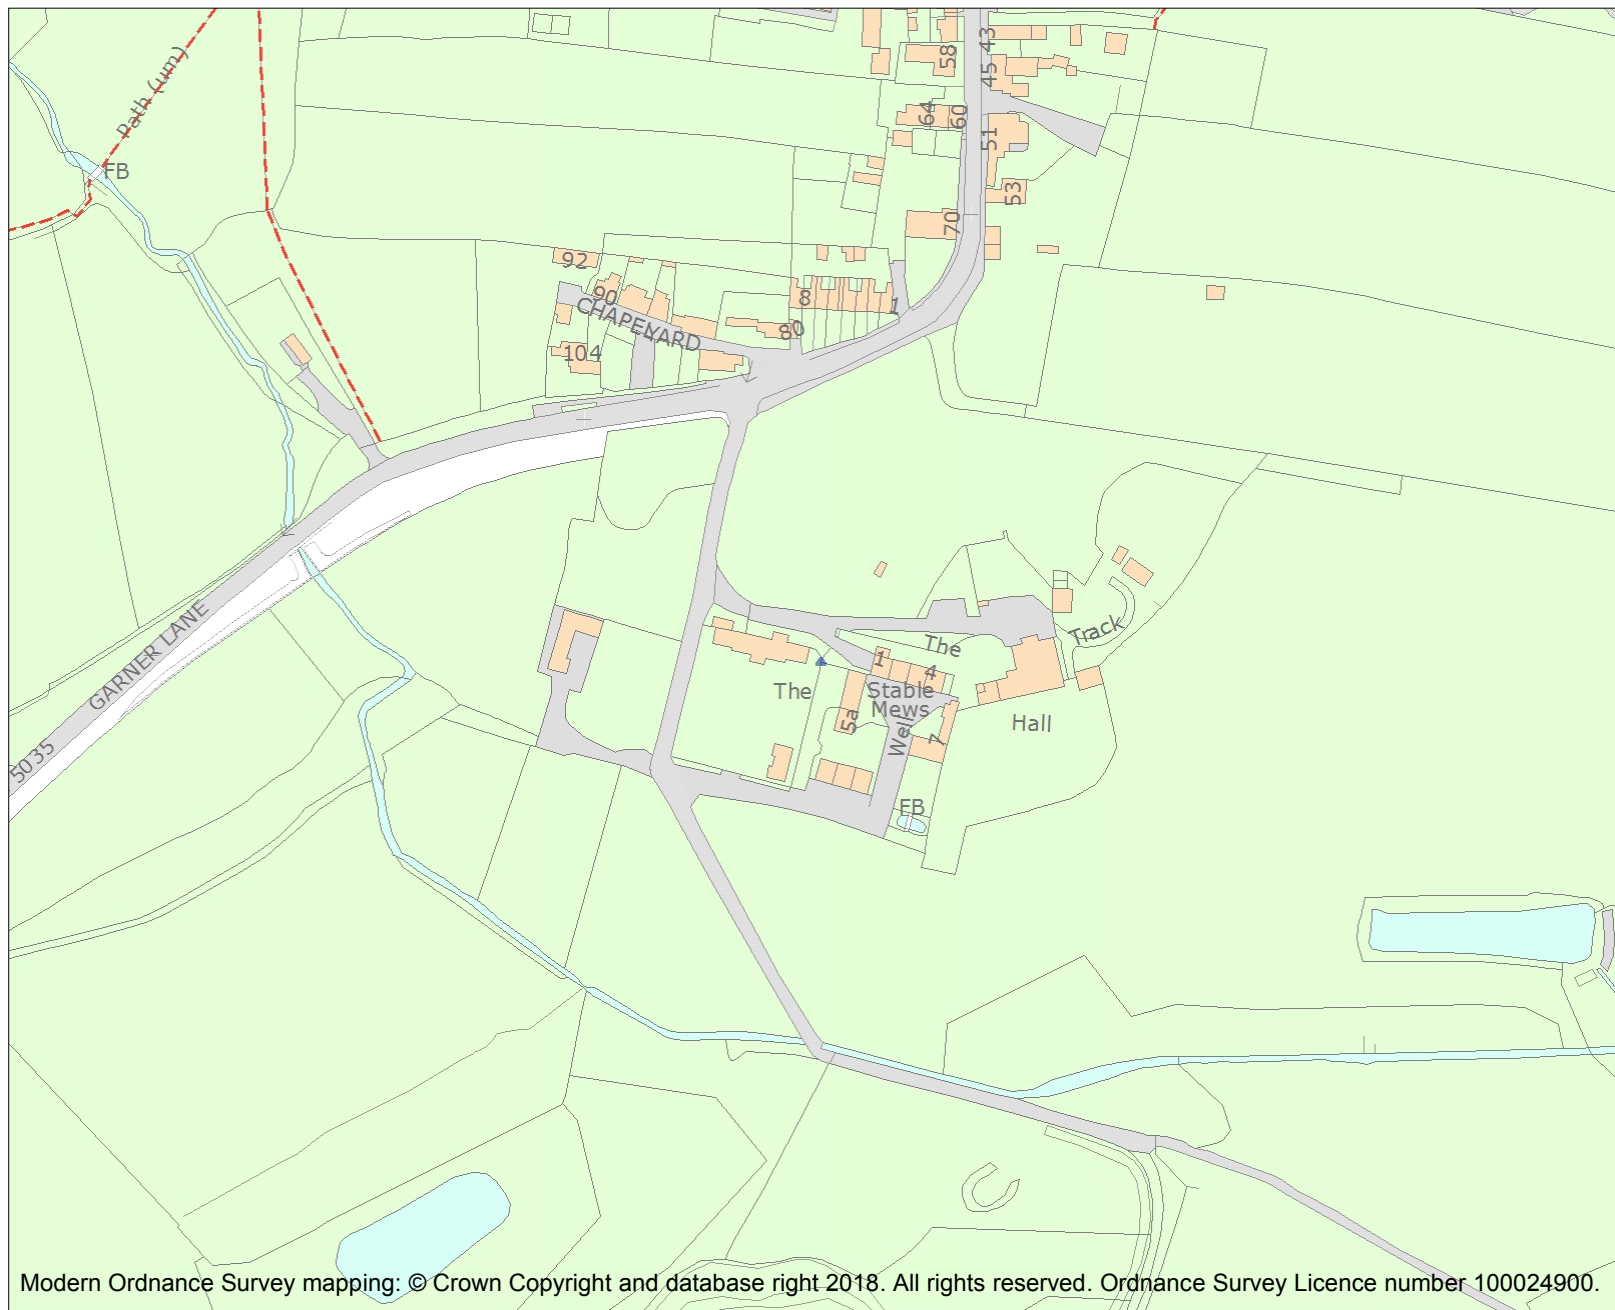 43
58
45
Path (um)
64
60
51
FB
53
70
92
90
8
1
CHAPELYARD
80
104
GARNER LANE
5035
Track
The
1
4
The
Stable
Mews
5a
Well
7
Hall
FB
Modern Ordnance Survey mapping: © Crown Copyright and database right 2018. All rights reserved. Ordnance Survey Licence number 100024900.